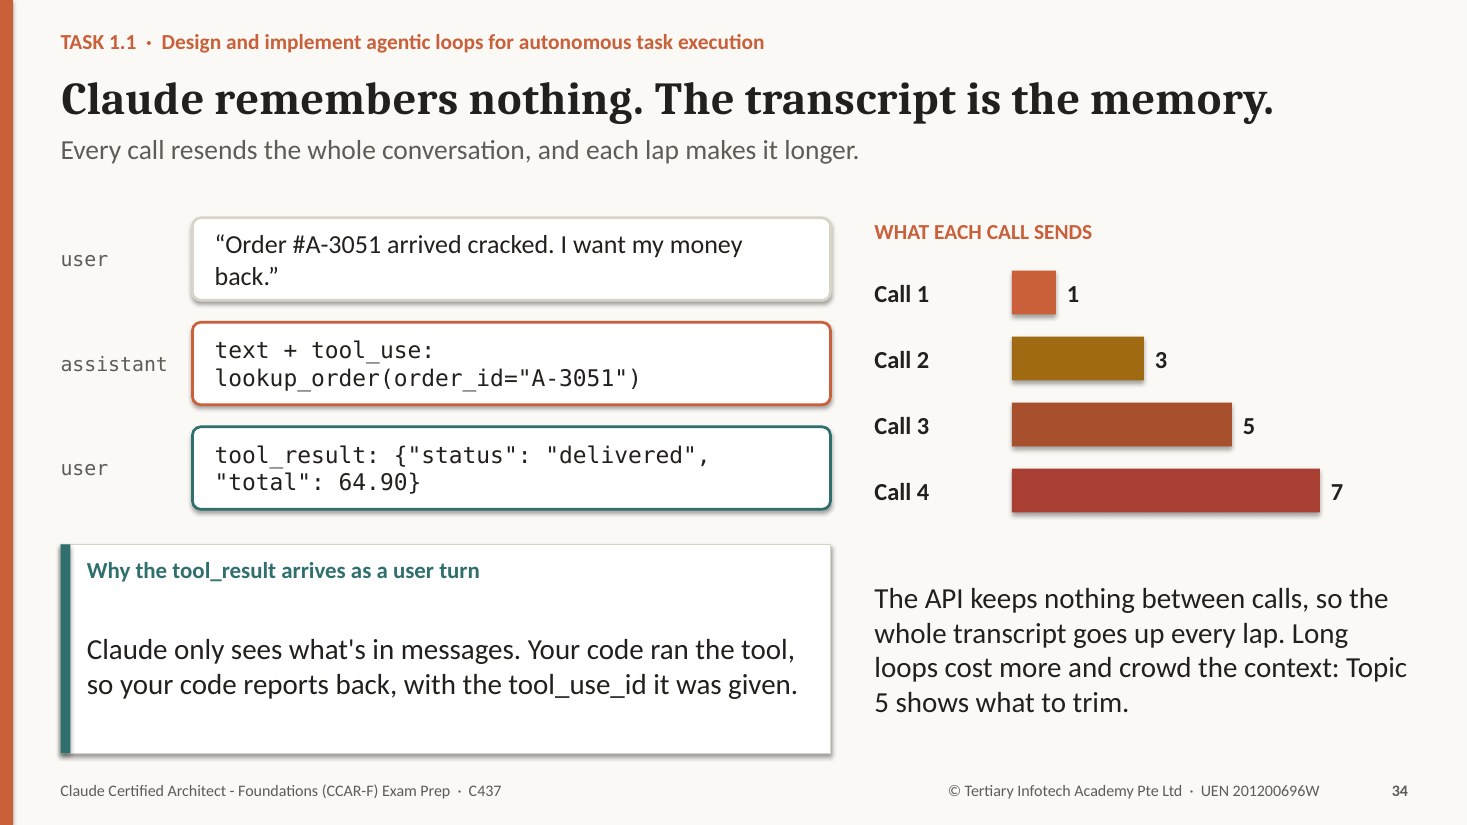 TASK 1.1 · Design and implement agentic loops for autonomous task execution
Claude remembers nothing. The transcript is the memory.
Every call resends the whole conversation, and each lap makes it longer.
user
“Order #A-3051 arrived cracked. I want my money
back.”
assistant
text + tool_use:
lookup_order(order_id="A-3051")
user
tool_result: {"status": "delivered",
"total": 64.90}
Why the tool_result arrives as a user turn
Claude only sees what's in messages. Your code ran the tool,
so your code reports back, with the tool_use_id it was given.
WHAT EACH CALL SENDS
Call 1 1
Call 2 3
Call 3 5
Call 4 7
The API keeps nothing between calls, so the
whole transcript goes up every lap. Long
loops cost more and crowd the context: Topic
5 shows what to trim.
Claude Certified Architect - Foundations (CCAR-F) Exam Prep · C437
© Tertiary Infotech Academy Pte Ltd · UEN 201200696W
34